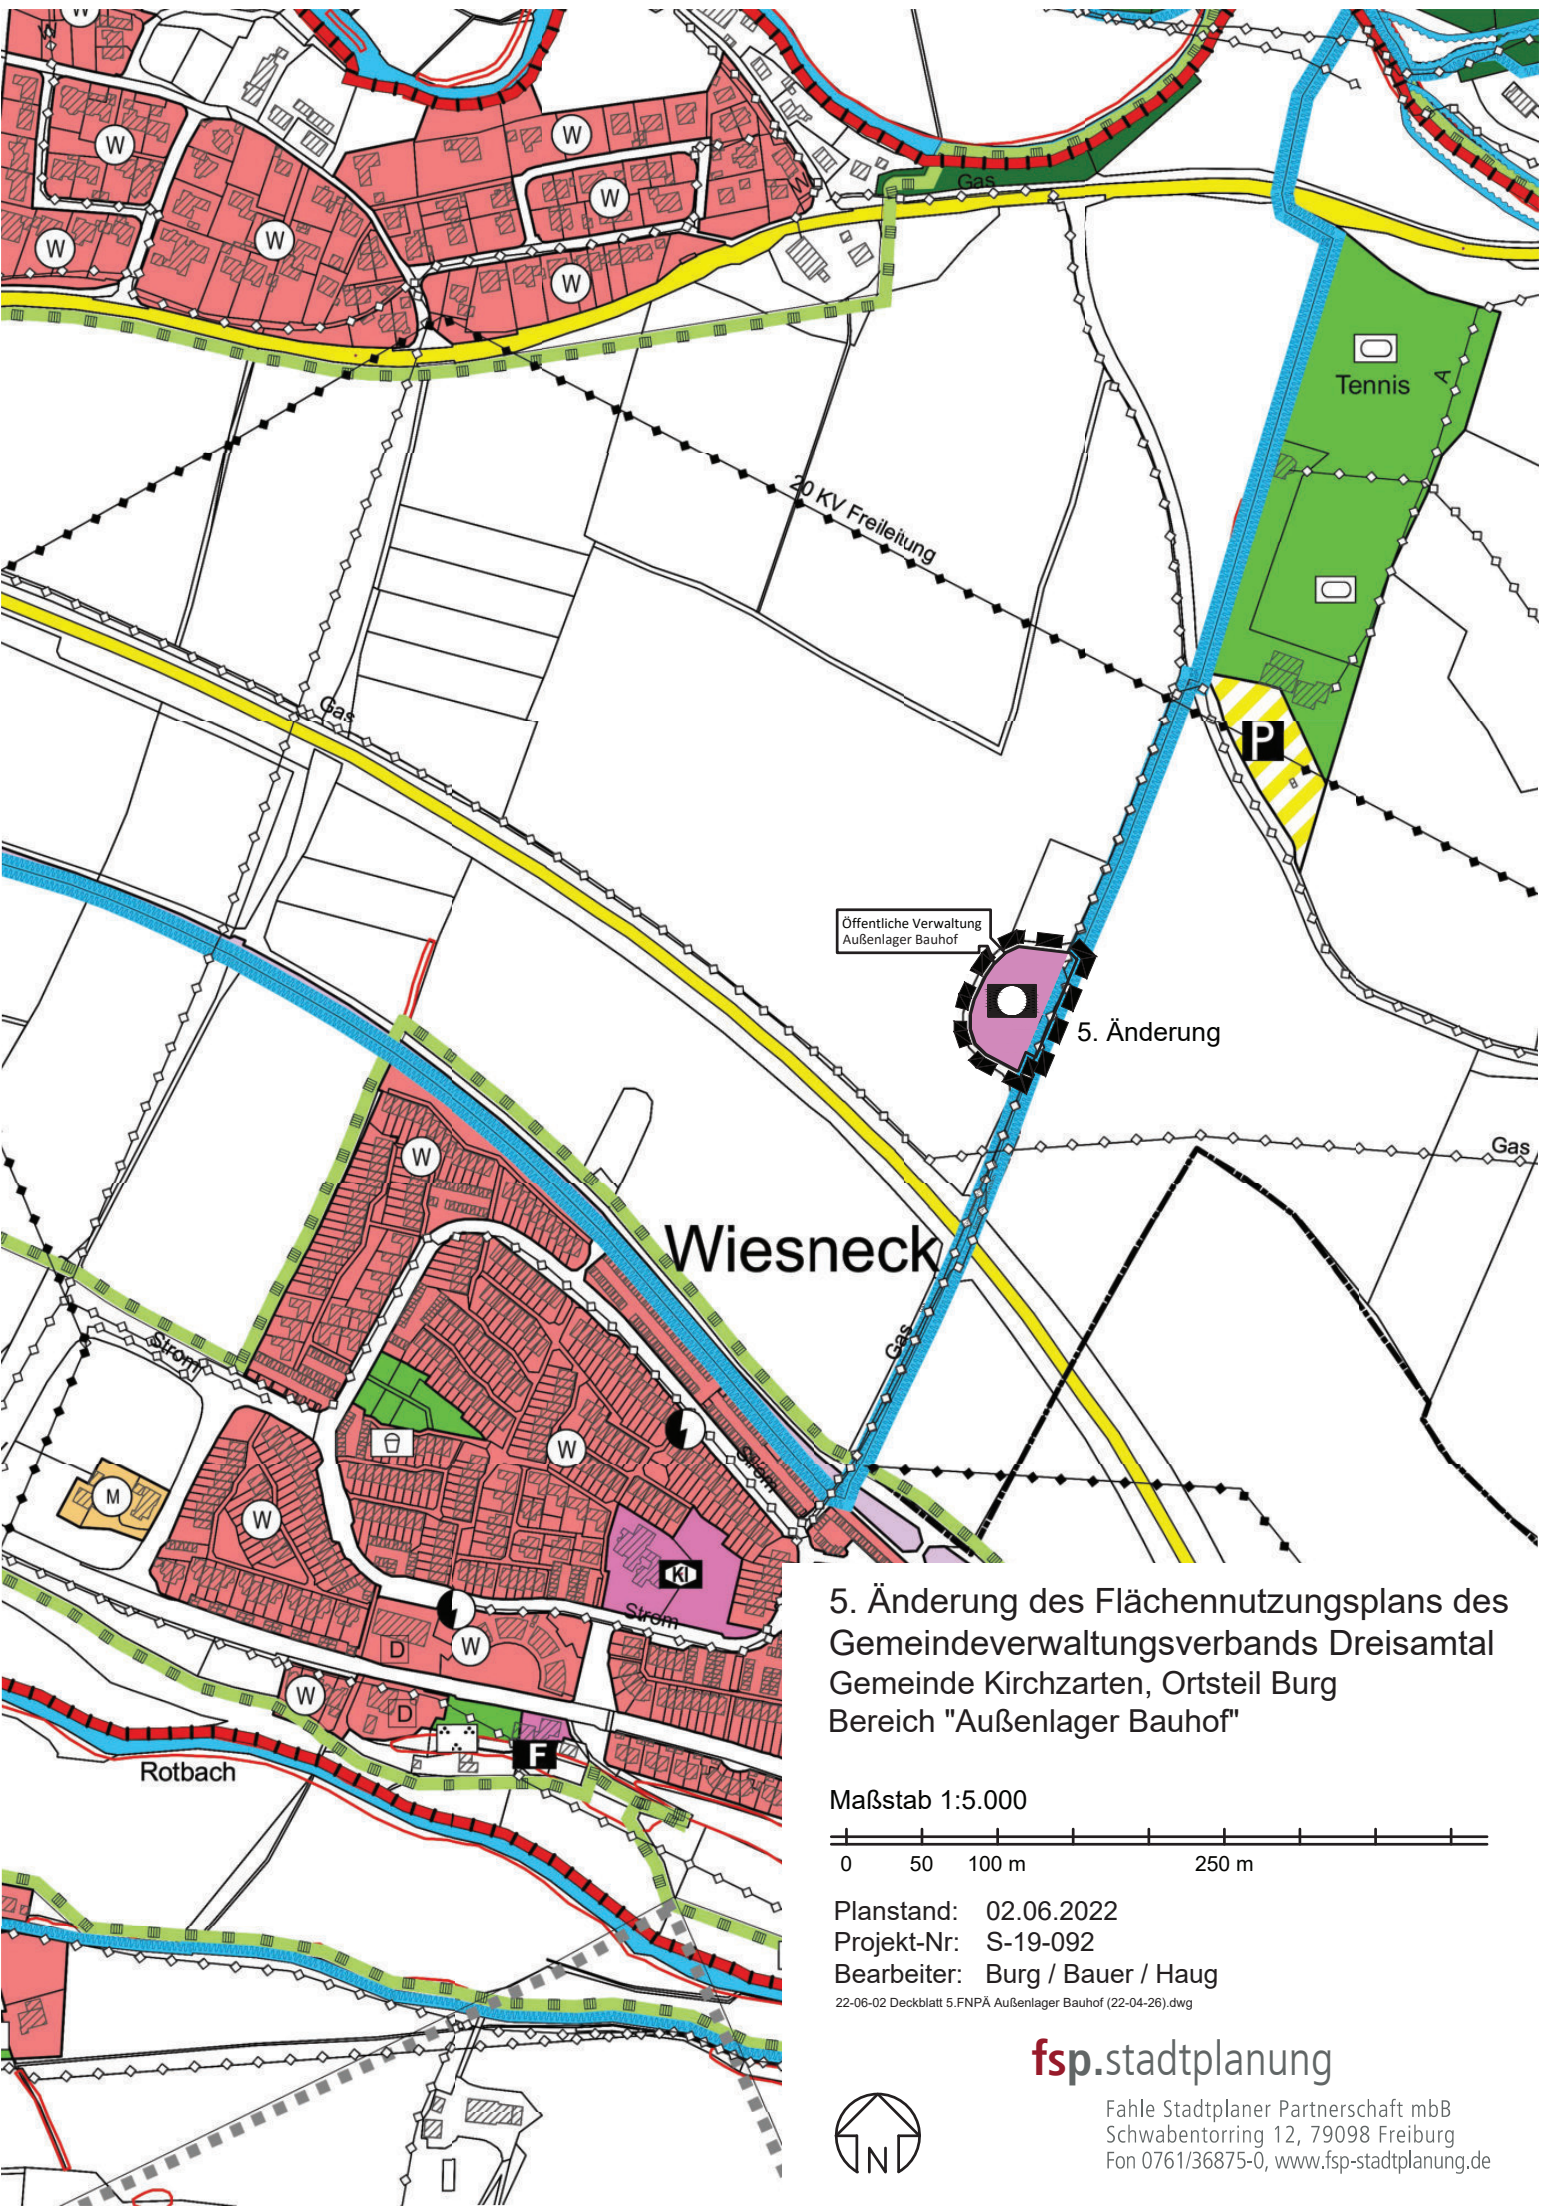 W
W
W
W
W
W
W
W
W
W
Gas
Tennis
A
20 KV Freileitung
Gas
P
Öffentliche Verwaltung
Außenlager Bauhof
5. Änderung
W
Gas
Wiesneck
Gas
Strom
W
Strom
M
W
KI
Strom
D
W
W
D
F
Rotbach
5. Änderung des Flächennutzungsplans des
Gemeindeverwaltungsverbands Dreisamtal
Gemeinde Kirchzarten, Ortsteil Burg
Bereich "Außenlager Bauhof"
Maßstab 1:5.000
0 50 100 m 250 m
Planstand: 02.06.2022
Projekt-Nr: S-19-092
Bearbeiter: Burg / Bauer / Haug
22-06-02 Deckblatt 5.FNPÄ Außenlager Bauhof (22-04-26).dwg
fsp.stadtplanung
N
Fahle Stadtplaner Partnerschaft mbB
Schwabentorring 12, 79098 Freiburg
Fon 0761/36875-0, www.fsp-stadtplanung.de